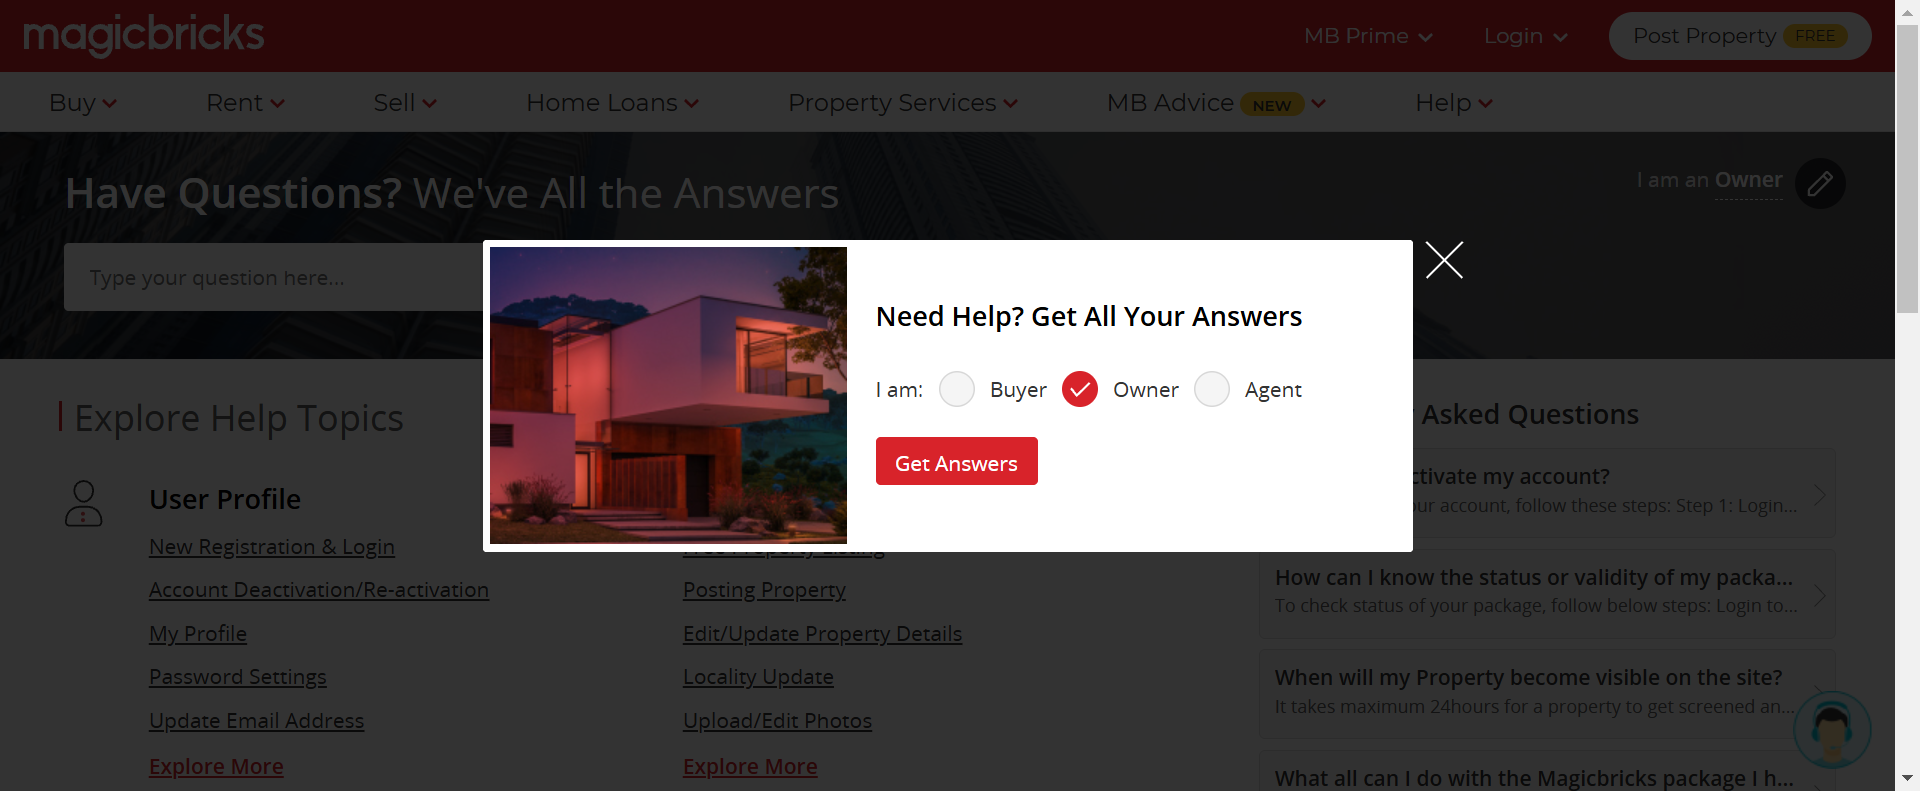 magicbricks
MB Prime
Login
Post Property FREE
Buy
Rent
Sell
Home Loans
Property Services
MB Advice NEW
Help
Have Questions? We've All the Answers
I am an Owner
Type your question here...
Need Help? Get All Your Answers
I am: Buyer Owner Agent
Get Answers
Explore Help Topics
User Profile
New Registration & Login
Account Deactivation/Re-activation
My Profile
Password Settings
Update Email Address
Explore More
Free Property Listing
Posting Property
Edit/Update Property Details
Locality Update
Upload/Edit Photos
Explore More
Asked Questions
ctivate my account?
ur account, follow these steps: Step 1: Login...
How can I know the status or validity of my packa...
To check status of your package, follow below steps: Login to...
When will my Property become visible on the site?
It takes maximum 24hours for a property to get screened an...
What all can I do with the Magicbricks package I h...